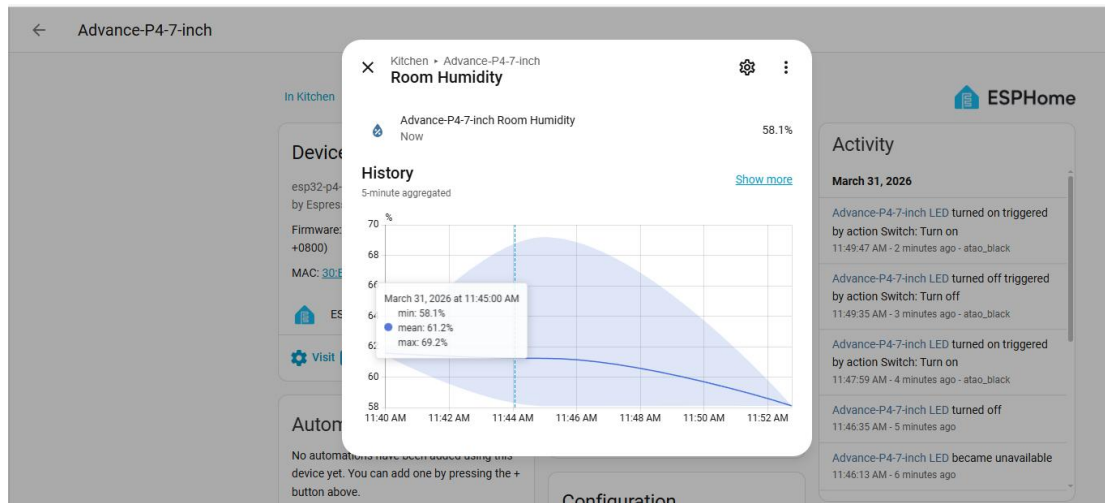 Advance-P4-7-inch
Kitchen ▸ Advance-P4-7-inch
Room Humidity
Advance-P4-7-inch Room Humidity
Now
58.1%
History
Show more
5-minute aggregated
%
70
68
66
64
62
60
58
March 31, 2026 at 11:45:00 AM
min: 58.1%
mean: 61.2%
max: 69.2%
11:40 AM 11:42 AM 11:44 AM 11:46 AM 11:48 AM 11:50 AM 11:52 AM
In Kitchen
ESPHome
Device
esp32-p4-
by Espres
Firmware:
+0800)
MAC: 30:E
ES
Visit
Autom
No automations have been added using this
device yet. You can add one by pressing the +
button above.
Configuration
Activity
March 31, 2026
Advance-P4-7-inch LED turned on triggered
by action Switch: Turn on
11:49:47 AM - 2 minutes ago - atao_black
Advance-P4-7-inch LED turned off triggered
by action Switch: Turn off
11:49:35 AM - 3 minutes ago - atao_black
Advance-P4-7-inch LED turned on triggered
by action Switch: Turn on
11:47:59 AM - 4 minutes ago - atao_black
Advance-P4-7-inch LED turned off
11:46:35 AM - 5 minutes ago
Advance-P4-7-inch LED became unavailable
11:46:13 AM - 6 minutes ago